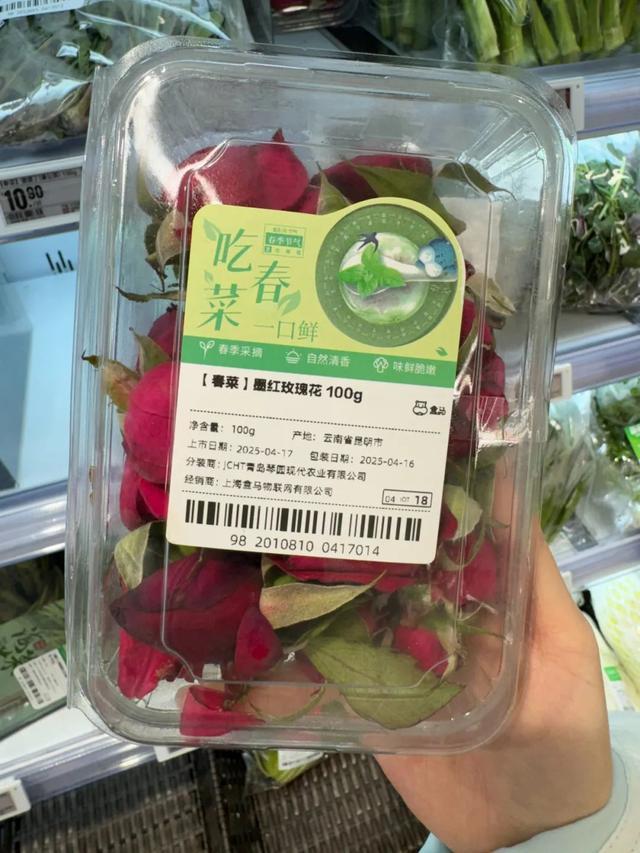 10.90
吃春菜
春季节气
一口鲜
春季采摘 自然清香 味鲜脆嫩
【春菜】墨红玫瑰花 100g
盒马
净含量：100g 产地：云南省昆明市
上市日期：2025-04-17 包装日期：2025-04-16
分装商：JCHT青岛琴园现代农业有限公司
经销商：上海盒马物联网有限公司
04 IOT 18
98 2010810 0417014